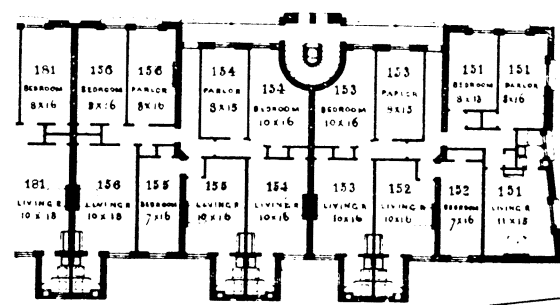 181
BEDROOM
8X16
156
BEDROOM
8X16
156
PARLOR
8X16
154
PARLOR
8X15
154
BEDROOM
10X16
153
BEDROOM
10X16
153
PARLOR
8X15
151
BEDROOM
8X15
151
PARLOR
8X16
181
LIVING R
10X18
156
LIVING R
10X18
155
BEDROOM
7X16
155
LIVING R
10X16
154
LIVING R
10X16
153
LIVING R
10X16
152
LIVING R
10X16
152
BEDROOM
7X16
151
LIVING R
11X18